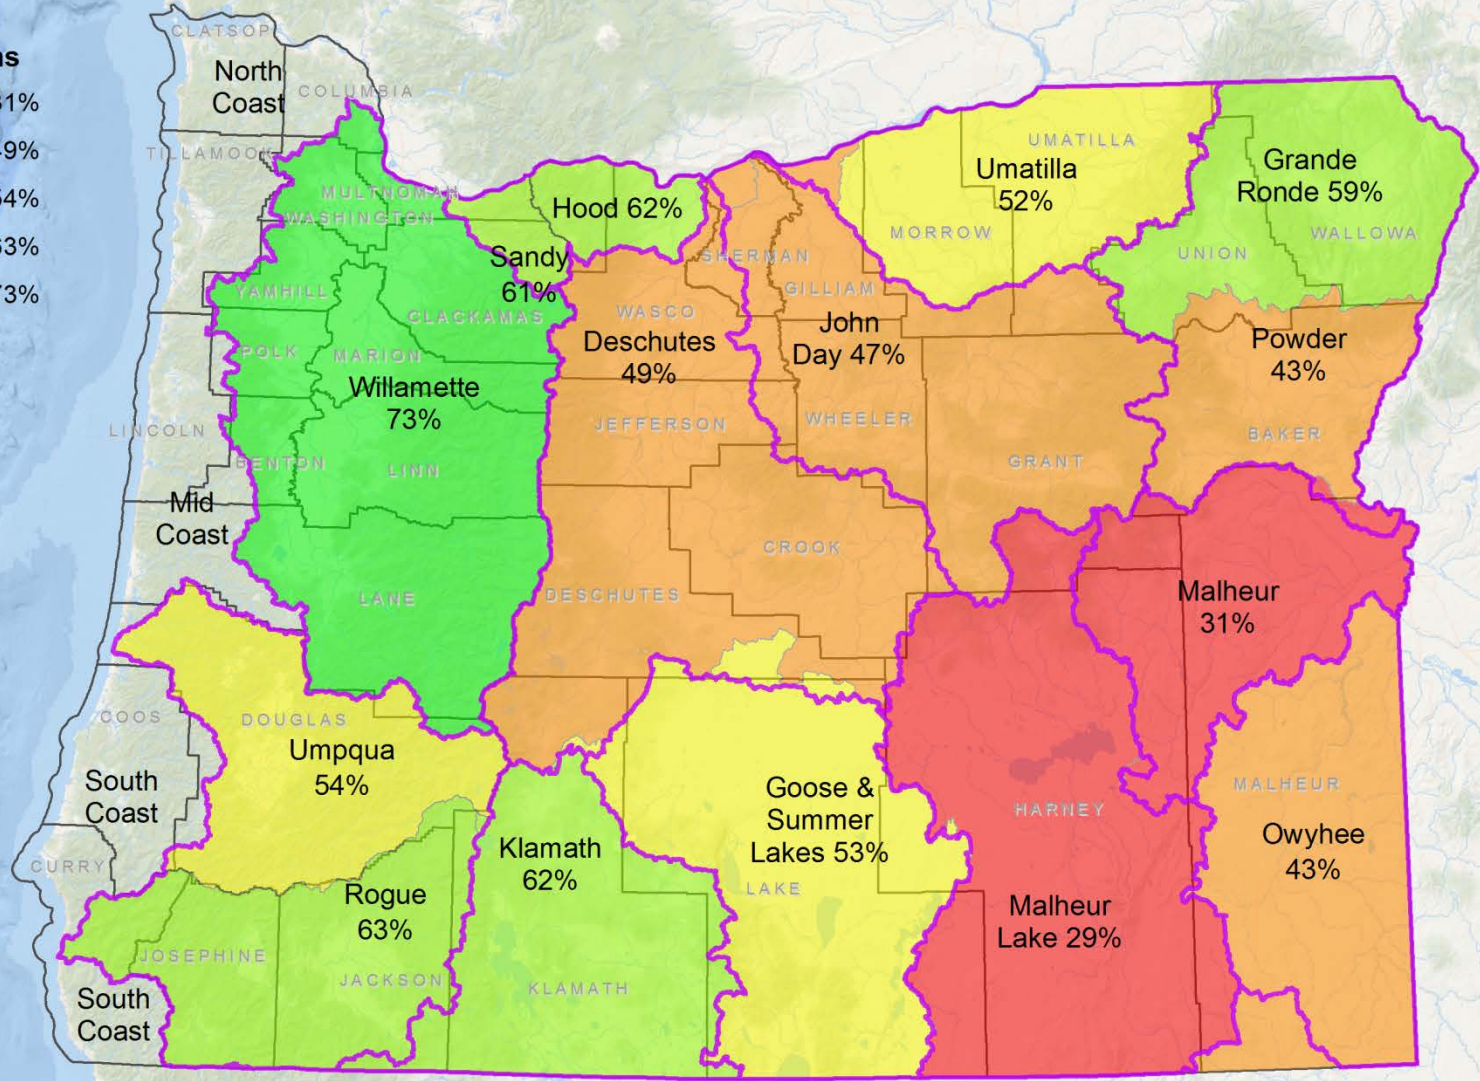 CLATSOP
North
Coast
COLUMBIA
TILLAMOOK
MULTNOMAH
WASHINGTON
Hood 62%
UMATILLA
Umatilla
52%
Grande
Ronde 59%
MORROW
UNION
WALLOWA
Sandy
61%
SHERMAN
GILLIAM
YAMHILL
CLACKAMAS
WASCO
Deschutes
49%
John
Day 47%
Powder
43%
POLK
MARION
Willamette
73%
LINCOLN
BENTON
LINN
JEFFERSON
WHEELER
GRANT
BAKER
Mid
Coast
CROOK
LANE
DESCHUTES
Malheur
31%
COOS
DOUGLAS
Umpqua
54%
South
Coast
Goose &
Summer
Lakes 53%
HARNEY
MALHEUR
Owyhee
43%
CURRY
Klamath
62%
LAKE
Rogue
63%
Malheur
Lake 29%
JOSEPHINE
JACKSON
KLAMATH
South
Coast
73%